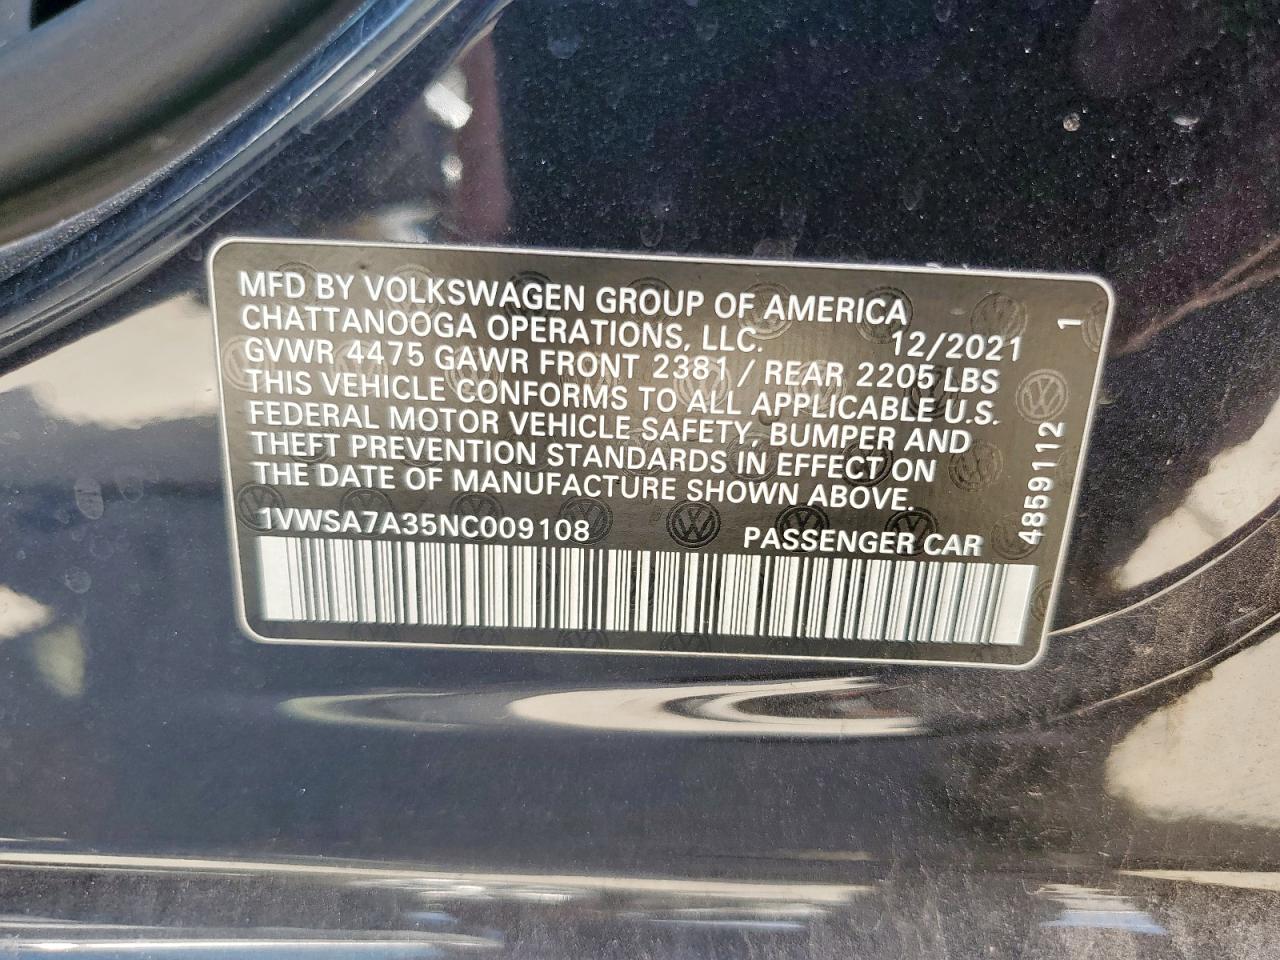 MFD BY VOLKSWAGEN GROUP OF AMERICA
CHATTANOOGA OPERATIONS, LLC. 12/2021
GVWR 4475 GAWR FRONT 2381 / REAR 2205 LBS
THIS VEHICLE CONFORMS TO ALL APPLICABLE U.S.
FEDERAL MOTOR VEHICLE SAFETY, BUMPER AND
THEFT PREVENTION STANDARDS IN EFFECT ON
THE DATE OF MANUFACTURE SHOWN ABOVE.
1VWSA7A35NC009108 PASSENGER CAR
4859112 1